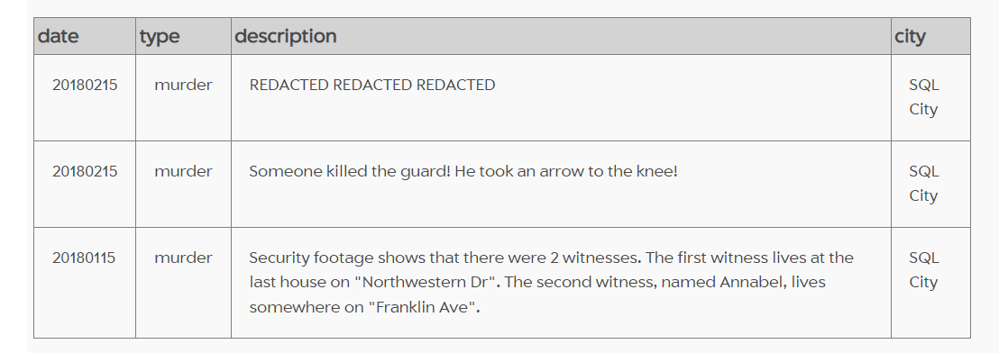 date type description city
20180215 murder REDACTED REDACTED REDACTED SQL
City
20180215 murder Someone killed the guard! He took an arrow to the knee! SQL
City
20180115 murder Security footage shows that there were 2 witnesses. The first witness lives at the SQL
last house on "Northwestern Dr". The second witness, named Annabel, lives City
somewhere on "Franklin Ave".